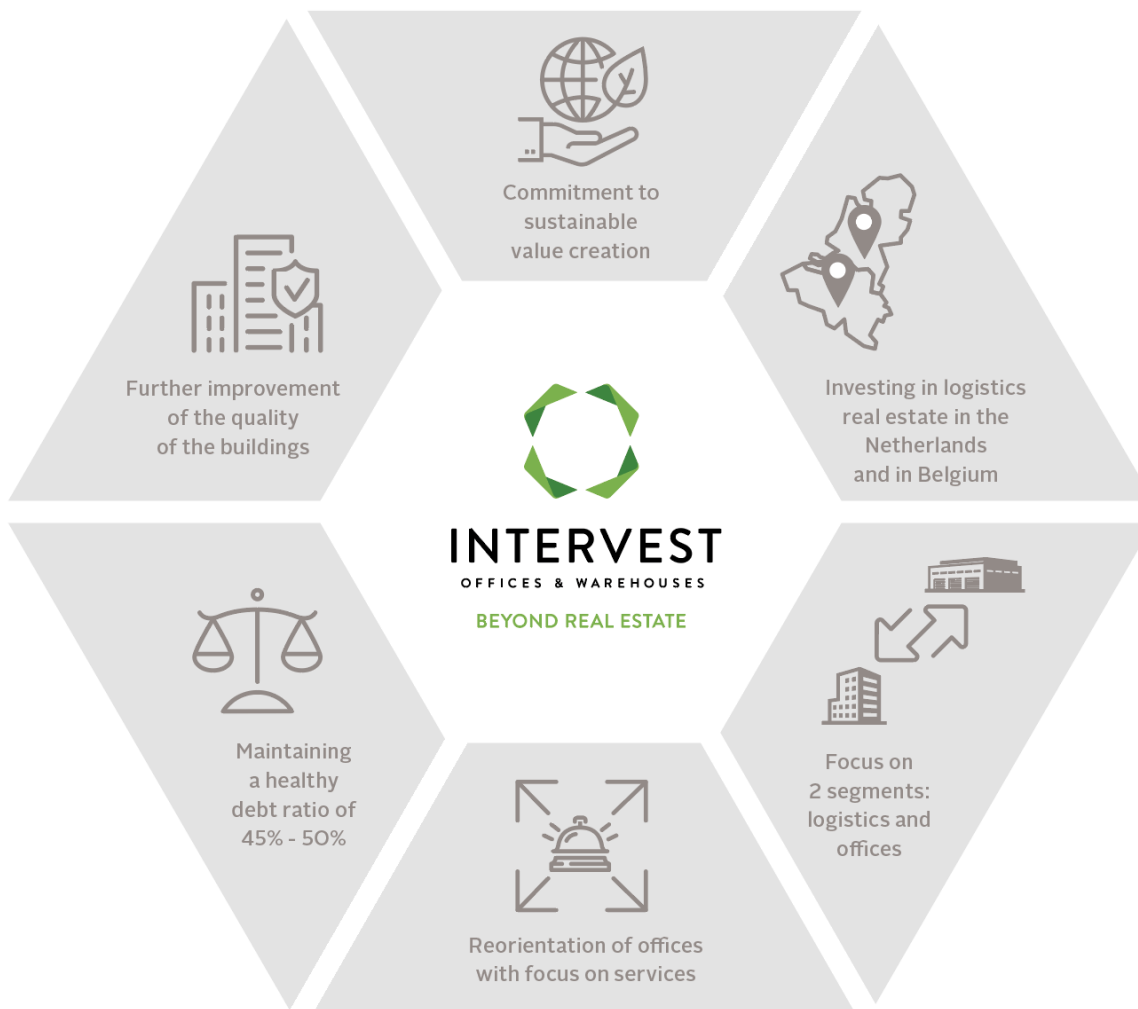 Commitment to
sustainable
value creation
Further improvement
of the quality
of the buildings
Investing in logistics
real estate in the
Netherlands
and in Belgium
INTERVEST
OFFICES & WAREHOUSES
BEYOND REAL ESTATE
Maintaining
a healthy
debt ratio of
45% - 50%
Focus on
2 segments:
logistics and
offices
Reorientation of offices
with focus on services